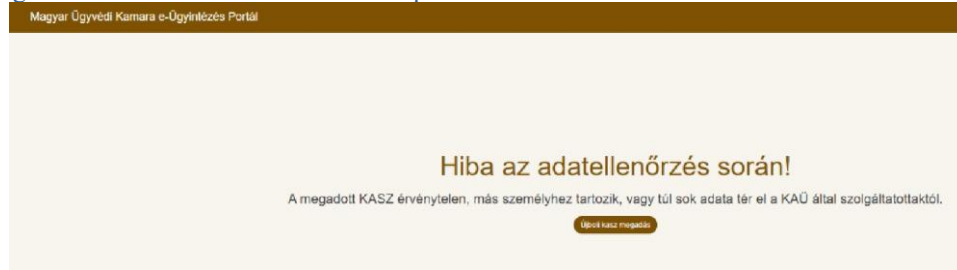 Magyar Ügyvédi Kamara e-Ügyintézés Portál
Hiba az adatellenőrzés során!
A megadott KASZ érvénytelen, más személyhez tartozik, vagy túl sok adata tér el a KAÜ által szolgáltatottaktól.
Újboli kasz megadás